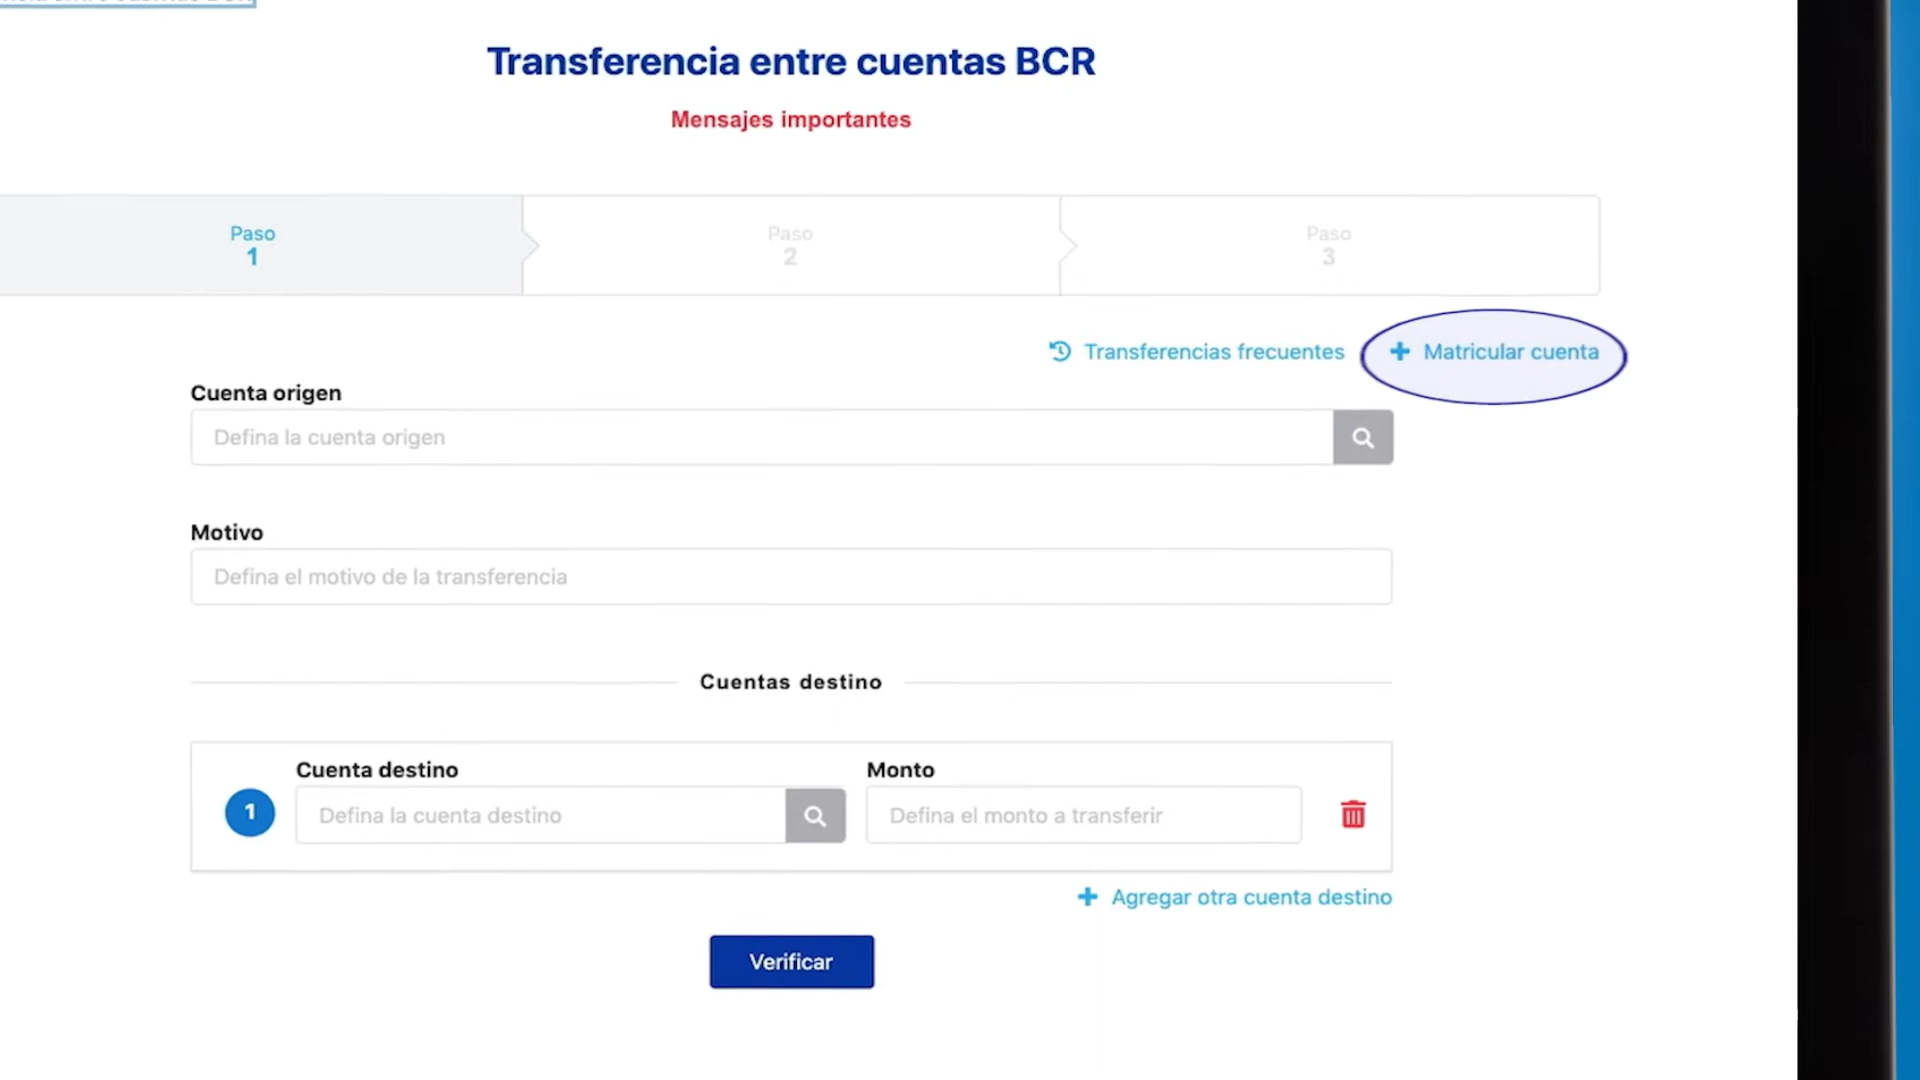 Transferencia entre cuentas BCR
Mensajes importantes
Paso
1
Paso
2
Paso
3
Transferencias frecuentes
Matricular cuenta
Cuenta origen
Defina la cuenta origen
Motivo
Defina el motivo de la transferencia
Cuentas destino
1
Cuenta destino
Defina la cuenta destino
Monto
Defina el monto a transferir
Agregar otra cuenta destino
Verificar